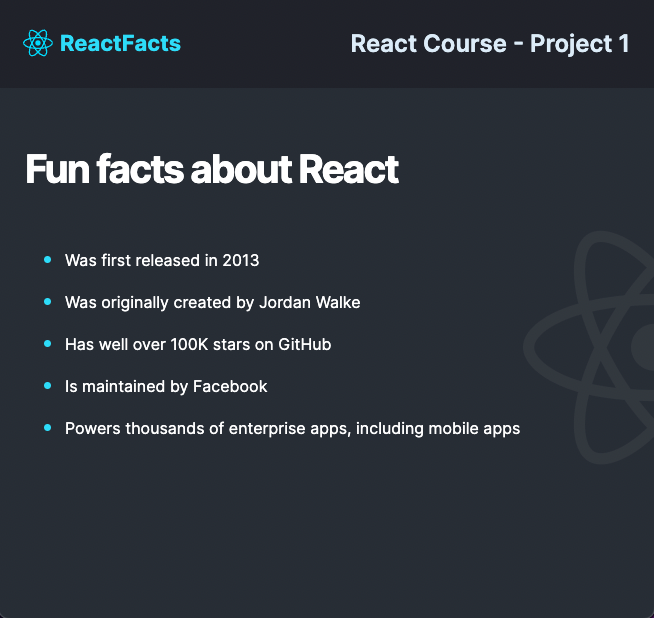 ReactFacts
React Course - Project 1
Fun facts about React
Was first released in 2013
Was originally created by Jordan Walke
Has well over 100K stars on GitHub
Is maintained by Facebook
Powers thousands of enterprise apps, including mobile apps